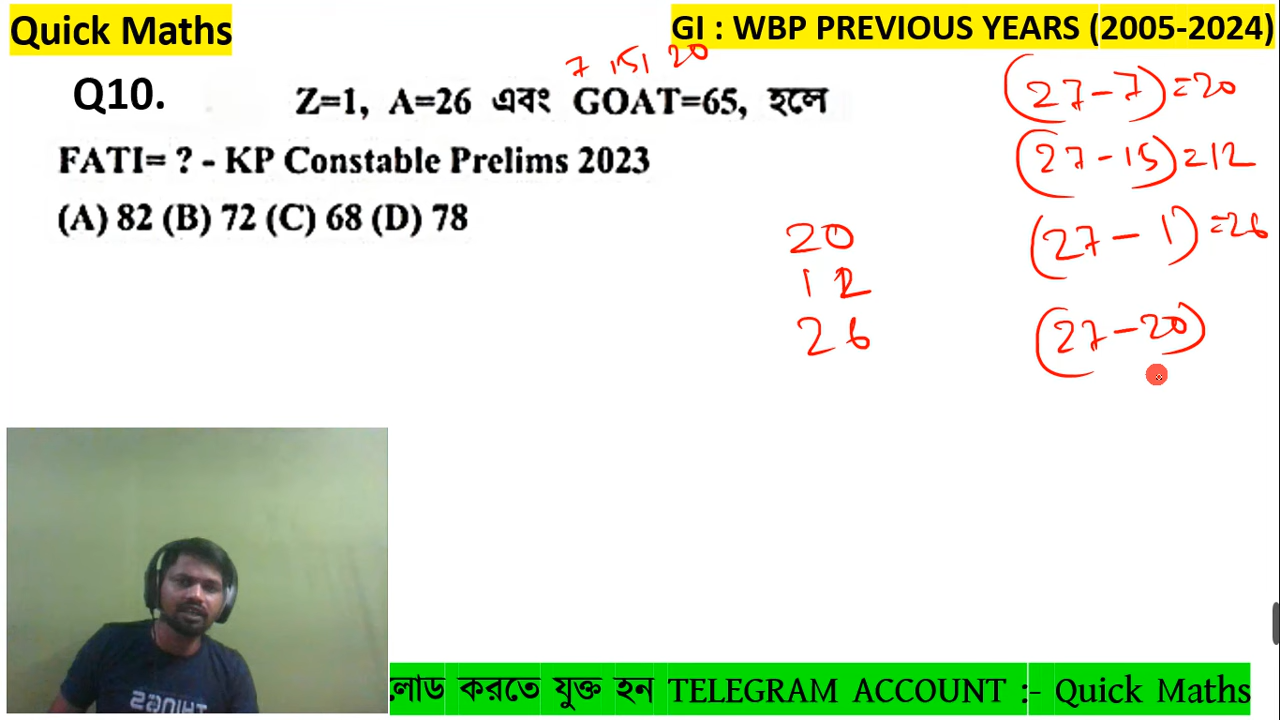 Quick Maths
GI : WBP PREVIOUS YEARS (2005-2024)
7 15 1 20
Q10. Z=1, A=26 এবং GOAT=65, হলে
FATI= ? - KP Constable Prelims 2023
(A) 82 (B) 72 (C) 68 (D) 78
(27-7)=20
(27-15)=12
(27-1)=26
(27-20)
20
12
26
লোড করতে যুক্ত হন TELEGRAM ACCOUNT :- Quick Maths